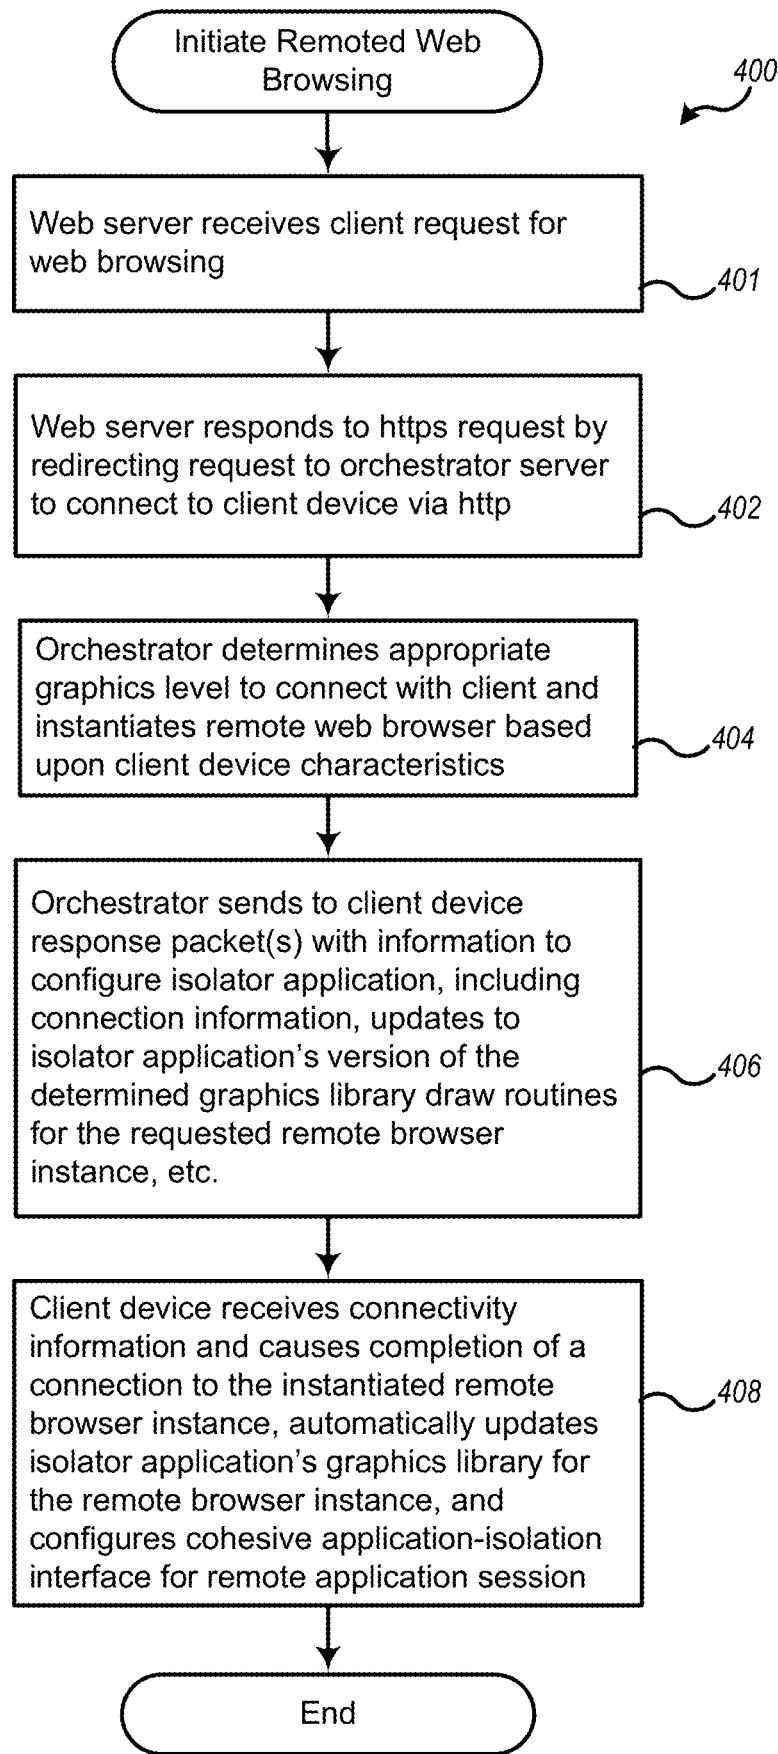 Initiate Remoted Web
Browsing
400
Web server receives client request for
web browsing
401
Web server responds to https request by
redirecting request to orchestrator server
to connect to client device via http
402
Orchestrator determines appropriate
graphics level to connect with client and
instantiates remote web browser based
upon client device characteristics
404
Orchestrator sends to client device
response packet(s) with information to
configure isolator application, including
connection information, updates to
isolator application's version of the
determined graphics library draw routines
for the requested remote browser
instance, etc.
406
Client device receives connectivity
information and causes completion of a
connection to the instantiated remote
browser instance, automatically updates
isolator application's graphics library for
the remote browser instance, and
configures cohesive application-isolation
interface for remote application session
408
End